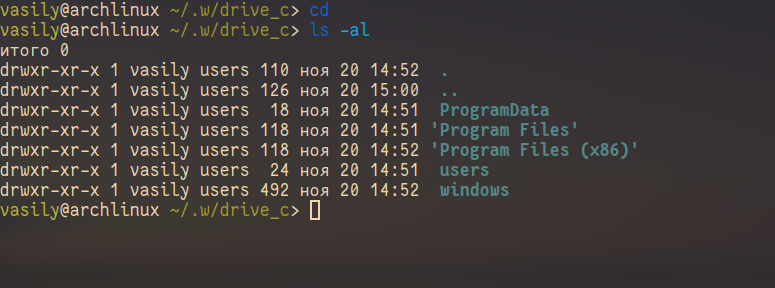 vasily@archlinux ~/.w/drive_c> cd
vasily@archlinux ~/.w/drive_c> ls -al
итого 0
drwxr-xr-x 1 vasily users 110 ноя 20 14:52 .
drwxr-xr-x 1 vasily users 126 ноя 20 15:00 ..
drwxr-xr-x 1 vasily users  18 ноя 20 14:51 ProgramData
drwxr-xr-x 1 vasily users 118 ноя 20 14:51 'Program Files'
drwxr-xr-x 1 vasily users 118 ноя 20 14:52 'Program Files (x86)'
drwxr-xr-x 1 vasily users  24 ноя 20 14:51 users
drwxr-xr-x 1 vasily users 492 ноя 20 14:52 windows
vasily@archlinux ~/.w/drive_c>